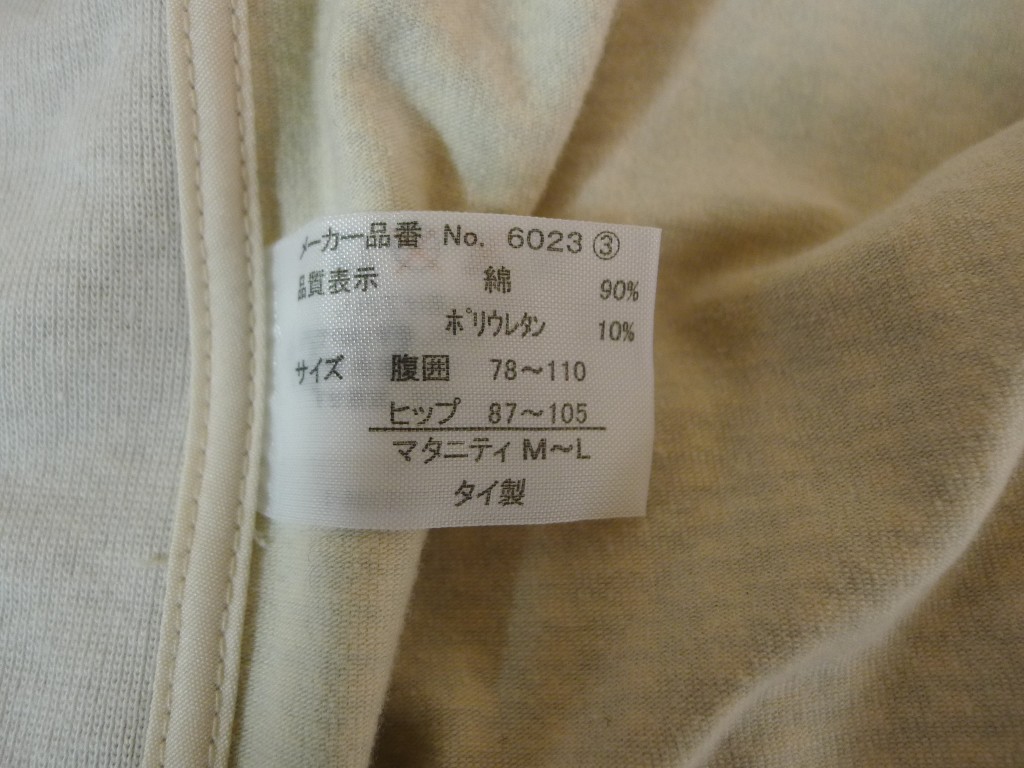 メーカー品番 No. 6023 ③
品質表示 綿 90%
ポリウレタン 10%
サイズ 腹囲 78～110
ヒップ 87～105
マタニティ M～L
タイ製